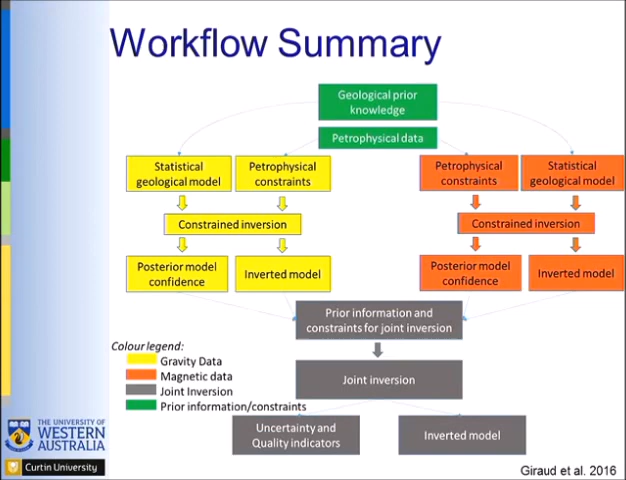 Workflow Summary
Geological prior
knowledge
Petrophysical data
Statistical
geological model
Petrophysical
constraints
Petrophysical
constraints
Statistical
geological model
Constrained inversion
Constrained inversion
Posterior model
confidence
Inverted model
Posterior model
confidence
Inverted model
Prior information and
constraints for joint inversion
Colour legend:
Gravity Data
Magnetic data
Joint Inversion
Prior information/constraints
Joint inversion
Uncertainty and
Quality indicators
Inverted model
THE UNIVERSITY OF
WESTERN
AUSTRALIA
Curtin University
Giraud et al. 2016